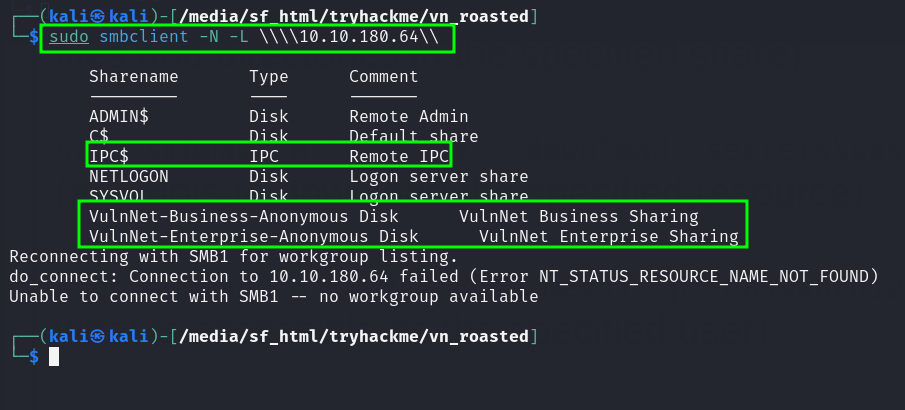 ┌──(kali㉿kali)-[/media/sf_html/tryhackme/vn_roasted]
└─$ sudo smbclient -N -L \\\\10.10.180.64\\
Sharename Type Comment
--------- ---- -------
ADMIN$ Disk Remote Admin
C$ Disk Default share
IPC$ IPC Remote IPC
NETLOGON Disk Logon server share
SYSVOL Disk Logon server share
VulnNet-Business-Anonymous Disk VulnNet Business Sharing
VulnNet-Enterprise-Anonymous Disk VulnNet Enterprise Sharing
Reconnecting with SMB1 for workgroup listing.
do_connect: Connection to 10.10.180.64 failed (Error NT_STATUS_RESOURCE_NAME_NOT_FOUND)
Unable to connect with SMB1 -- no workgroup available
┌──(kali㉿kali)-[/media/sf_html/tryhackme/vn_roasted]
└─$